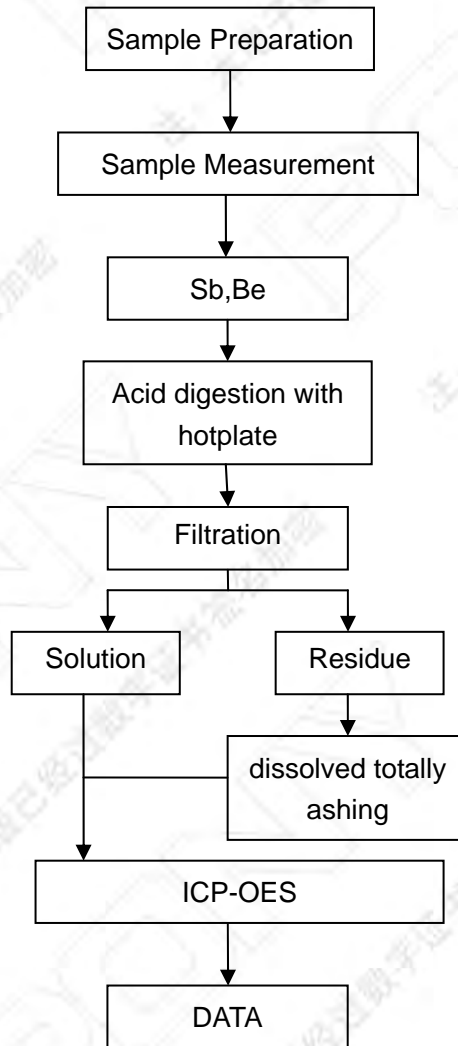 Sample Preparation
Sample Measurement
Sb,Be
Acid digestion with
hotplate
Filtration
Solution
Residue
dissolved totally
ashing
ICP-OES
DATA